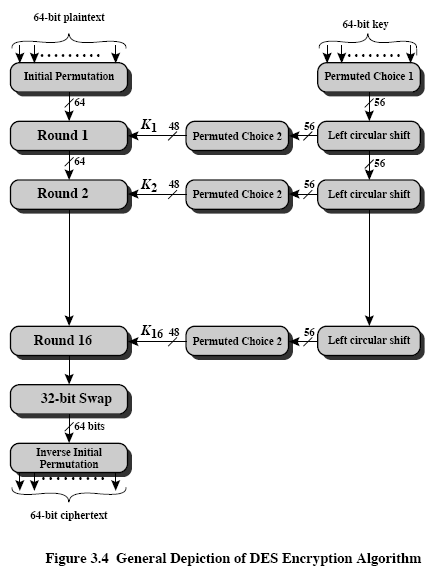 64-bit plaintext
64-bit key
Initial Permutation
Permuted Choice 1
64
56
Round 1
K1
48
Permuted Choice 2
56
Left circular shift
64
56
Round 2
K2
48
Permuted Choice 2
56
Left circular shift
Round 16
K16
48
Permuted Choice 2
56
Left circular shift
32-bit Swap
64 bits
Inverse Initial
Permutation
64-bit ciphertext
Figure 3.4 General Depiction of DES Encryption Algorithm